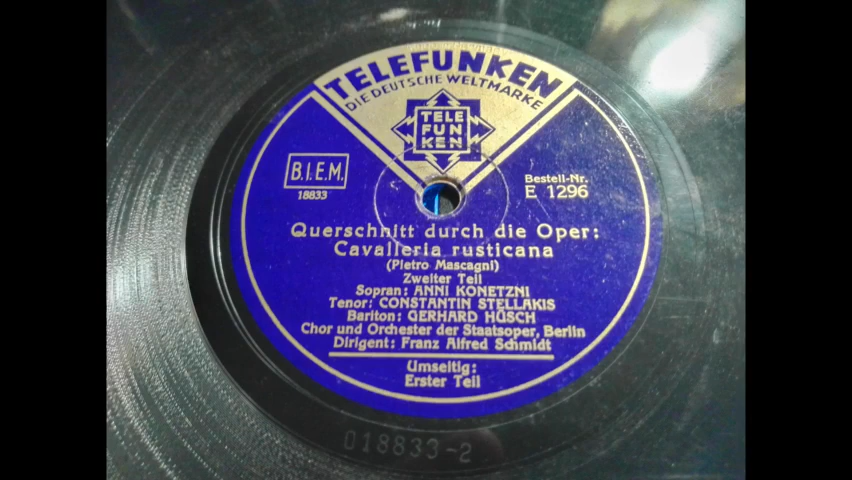 TELEFUNKEN
DIE DEUTSCHE WELTMARKE
TELE
FUN
KEN
B.I.E.M.
18833
Bestell-Nr.
E 1296
Querschnitt durch die Oper:
Cavalleria rusticana
(Pietro Mascagni)
Zweiter Teil
Sopran: ANNI KONETZNI
Tenor: CONSTANTIN STELLAKIS
Bariton: GERHARD HÜSCH
Chor und Orchester der Staatsoper, Berlin
Dirigent: Franz Alfred Schmidt
Umseitig:
Erster Teil
018833-2